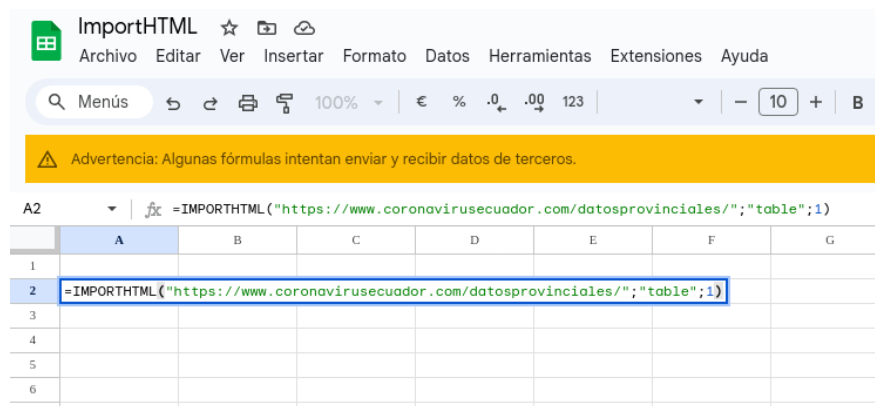 ImportHTML
Archivo Editar Ver Insertar Formato Datos Herramientas Extensiones Ayuda
Menús 100% € % .0 .00 123 10 B
Advertencia: Algunas fórmulas intentan enviar y recibir datos de terceros.
A2 fx =IMPORTHTML("https://www.coronavirusecuador.com/datosprovinciales/";"table";1)
A B C D E F G
1
2 =IMPORTHTML("https://www.coronavirusecuador.com/datosprovinciales/";"table";1)
3
4
5
6